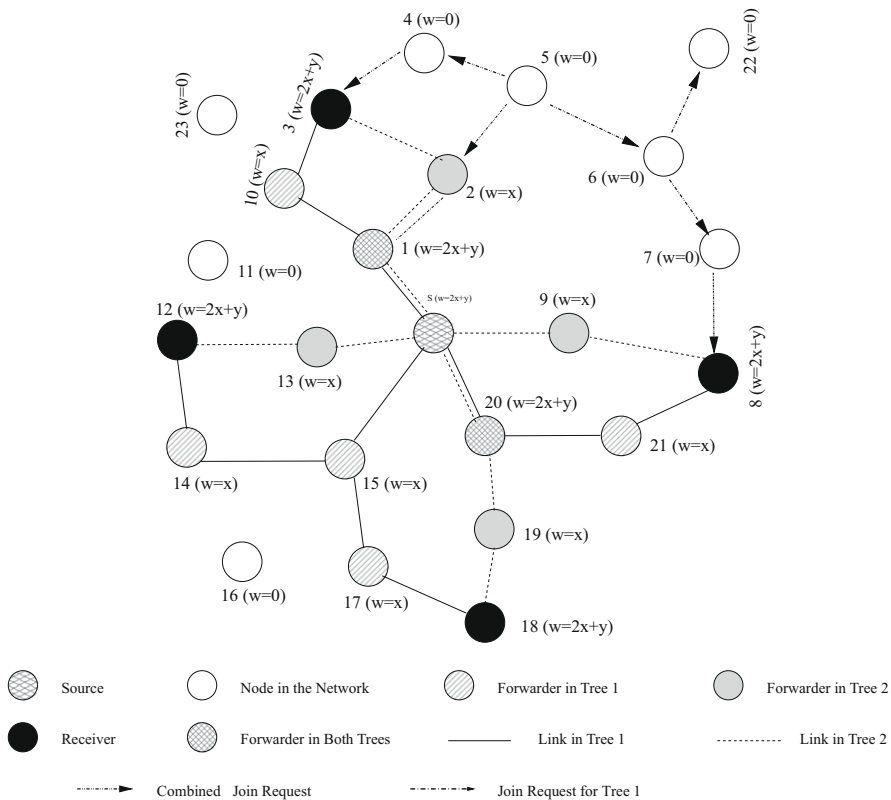 4 (w=0)
5 (w=0)
22 (w=0)
3 (w=2x+y)
23 (w=0)
6 (w=0)
10 (w=x)
2 (w=x)
1 (w=2x+y)
7 (w=0)
11 (w=0)
S (w=2x+y)
9 (w=x)
12 (w=2x+y)
13 (w=x)
8 (w=2x+y)
20 (w=2x+y)
21 (w=x)
14 (w=x)
15 (w=x)
19 (w=x)
16 (w=0)
17 (w=x)
18 (w=2x+y)
Source
Node in the Network
Forwarder in Tree 1
Forwarder in Tree 2
Receiver
Forwarder in Both Trees
Link in Tree 1
Link in Tree 2
Combined Join Request
Join Request for Tree 1